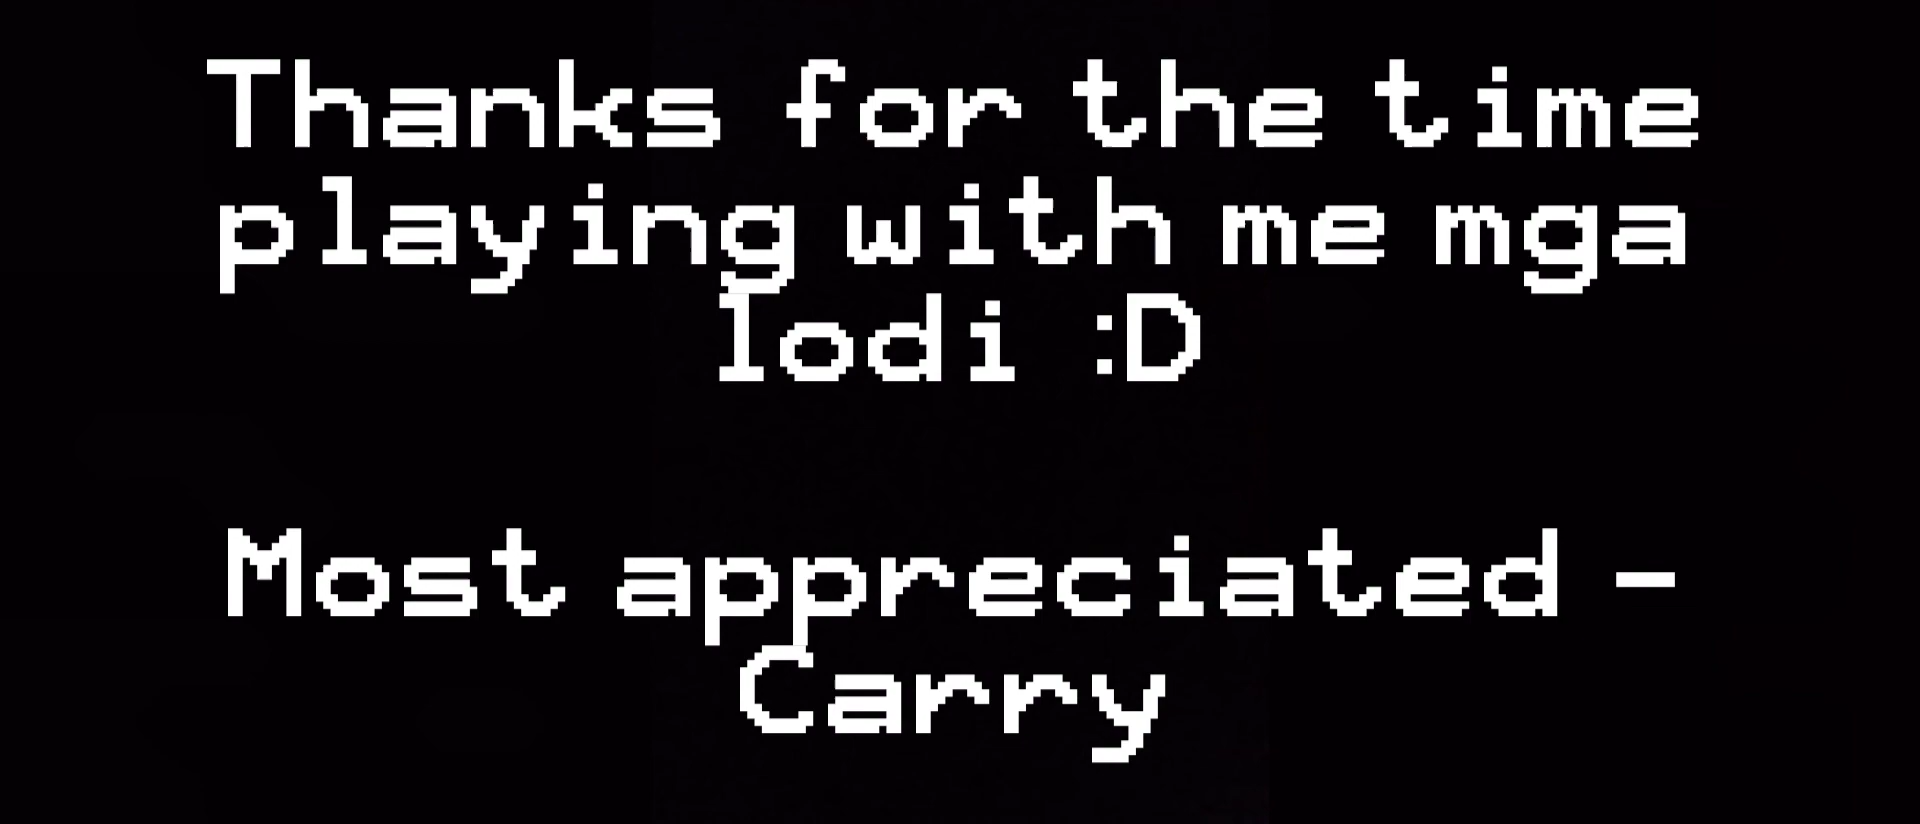 Thanks for the time
playing with me mga
lodi :D
Most appreciated -
Carry